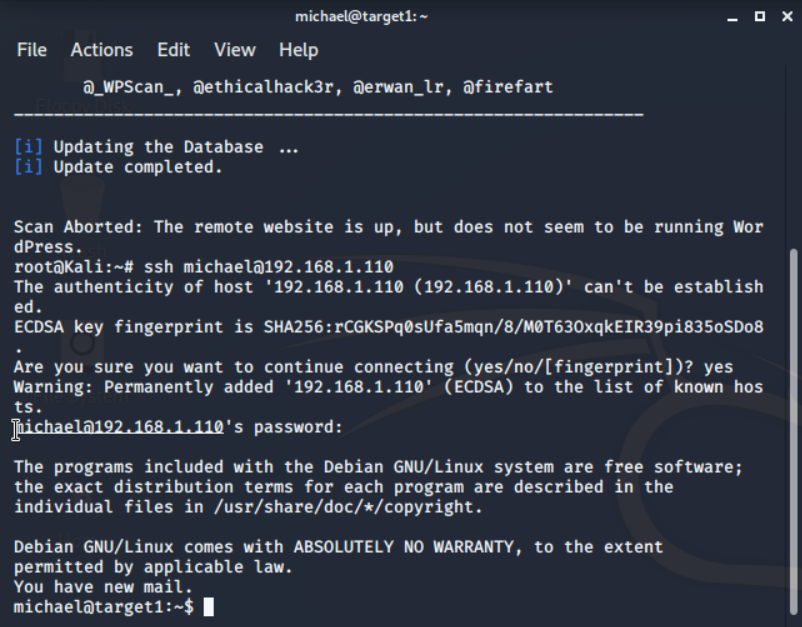 michael@target1: ~
File Actions Edit View Help
@_WPScan_, @ethicalhack3r, @erwan_lr, @firefart
_______________________________________________________________
[i] Updating the Database ...
[i] Update completed.
Scan Aborted: The remote website is up, but does not seem to be running Wor
dPress.
root@Kali:~# ssh michael@192.168.1.110
The authenticity of host '192.168.1.110 (192.168.1.110)' can't be establish
ed.
ECDSA key fingerprint is SHA256:rCGKSPq0sUfa5mqn/8/M0T63OxqkEIR39pi835oSDo8
.
Are you sure you want to continue connecting (yes/no/[fingerprint])? yes
Warning: Permanently added '192.168.1.110' (ECDSA) to the list of known hos
ts.
michael@192.168.1.110's password:
The programs included with the Debian GNU/Linux system are free software;
the exact distribution terms for each program are described in the
individual files in /usr/share/doc/*/copyright.
Debian GNU/Linux comes with ABSOLUTELY NO WARRANTY, to the extent
permitted by applicable law.
You have new mail.
michael@target1:~$